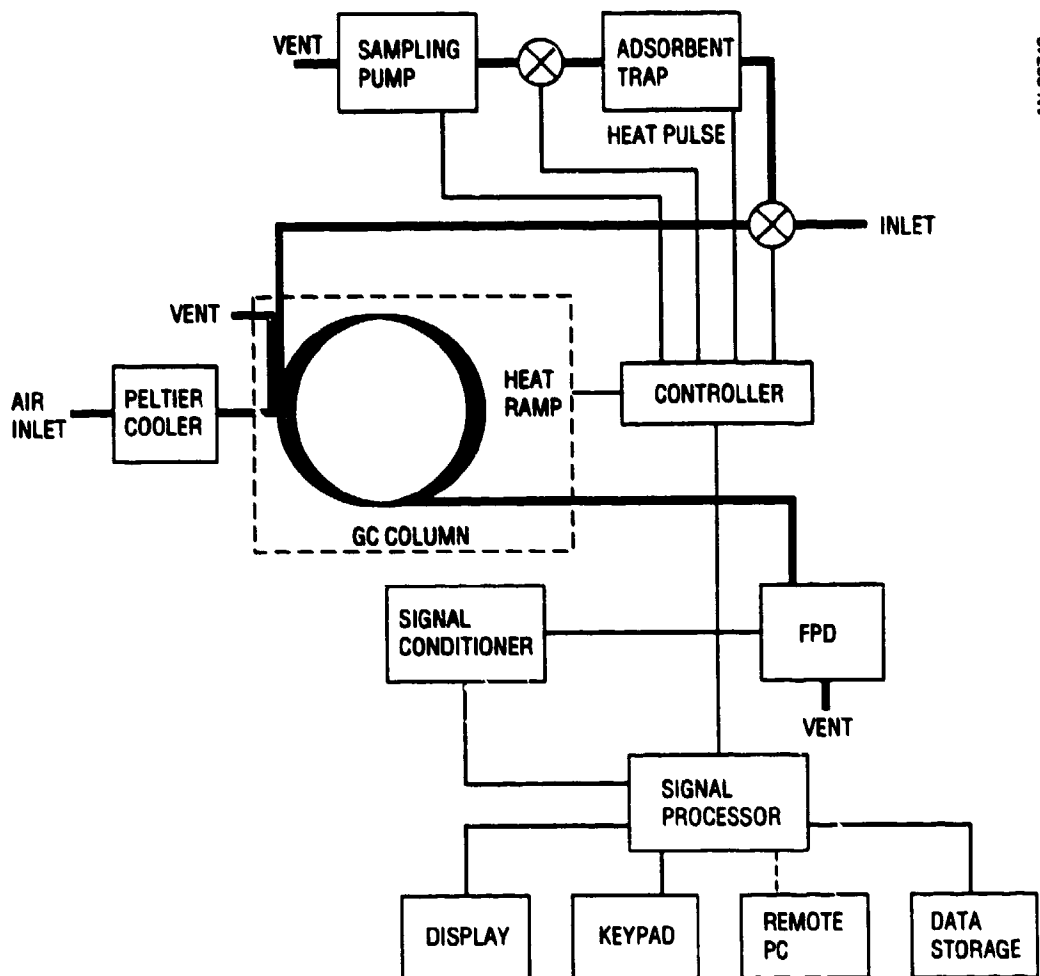 VENT
SAMPLING
PUMP
ADSORBENT
TRAP
HEAT PULSE
INLET
VENT
AIR
INLET
PELTIER
COOLER
HEAT
RAMP
CONTROLLER
GC COLUMN
SIGNAL
CONDITIONER
FPD
VENT
SIGNAL
PROCESSOR
DISPLAY
KEYPAD
REMOTE
PC
DATA
STORAGE